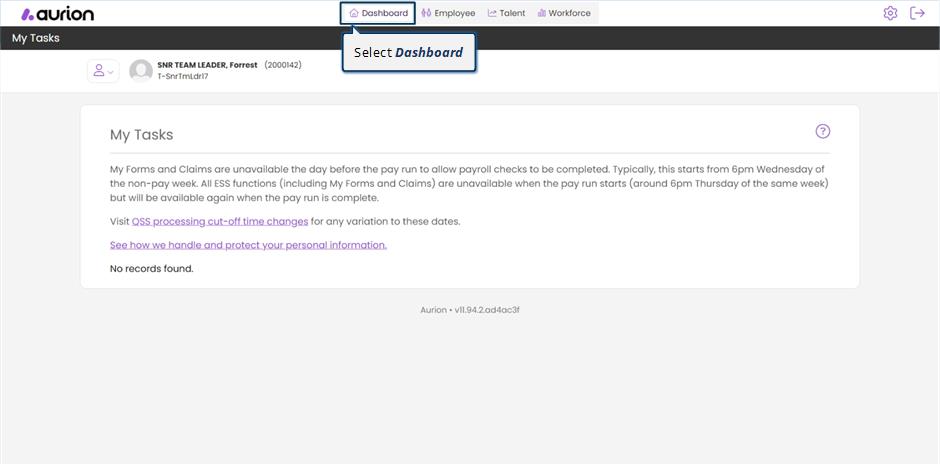 aurion
Dashboard Employee Talent Workforce
My Tasks
Select Dashboard
SNR TEAM LEADER, Forrest (2000142)
T-SnrTmLdr17
My Tasks
?
My Forms and Claims are unavailable the day before the pay run to allow payroll checks to be completed. Typically, this starts from 6pm Wednesday of
the non-pay week. All ESS functions (including My Forms and Claims) are unavailable when the pay run starts (around 6pm Thursday of the same week)
but will be available again when the pay run is complete.
Visit QSS processing cut-off time changes for any variation to these dates.
See how we handle and protect your personal information.
No records found.
Aurion • v11.94.2.ad4ac3f